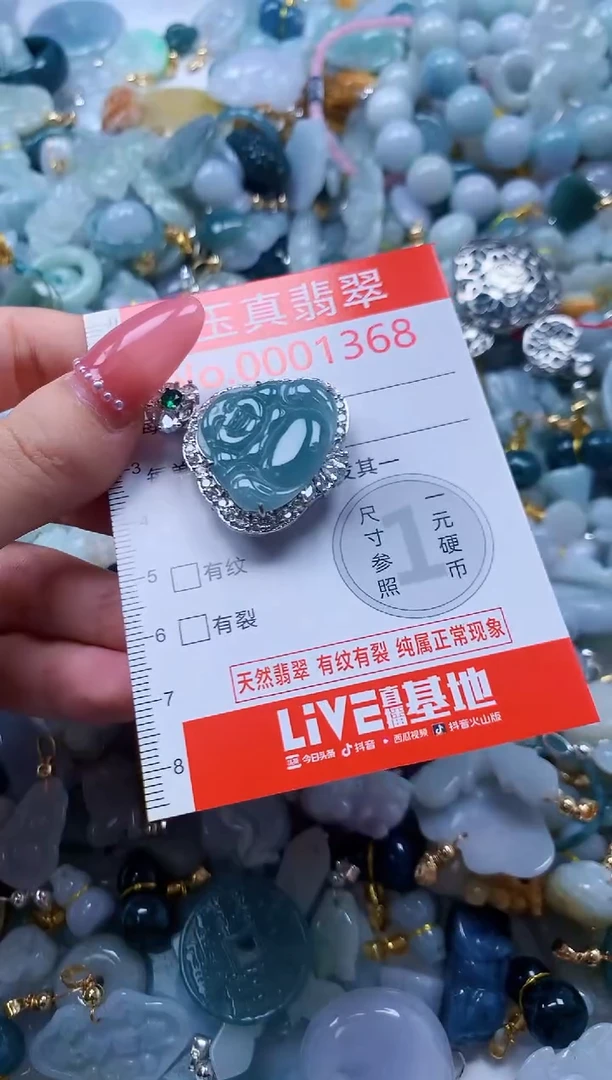 玉真翡翠
No.0001368
及其一
3
4
5
有纹
6
有裂
7
8
尺寸参照
1
一元硬币
天然翡翠 有纹有裂 纯属正常现象
LiVE直播基地
头条 今日头条 抖音 西瓜视频 抖音火山版